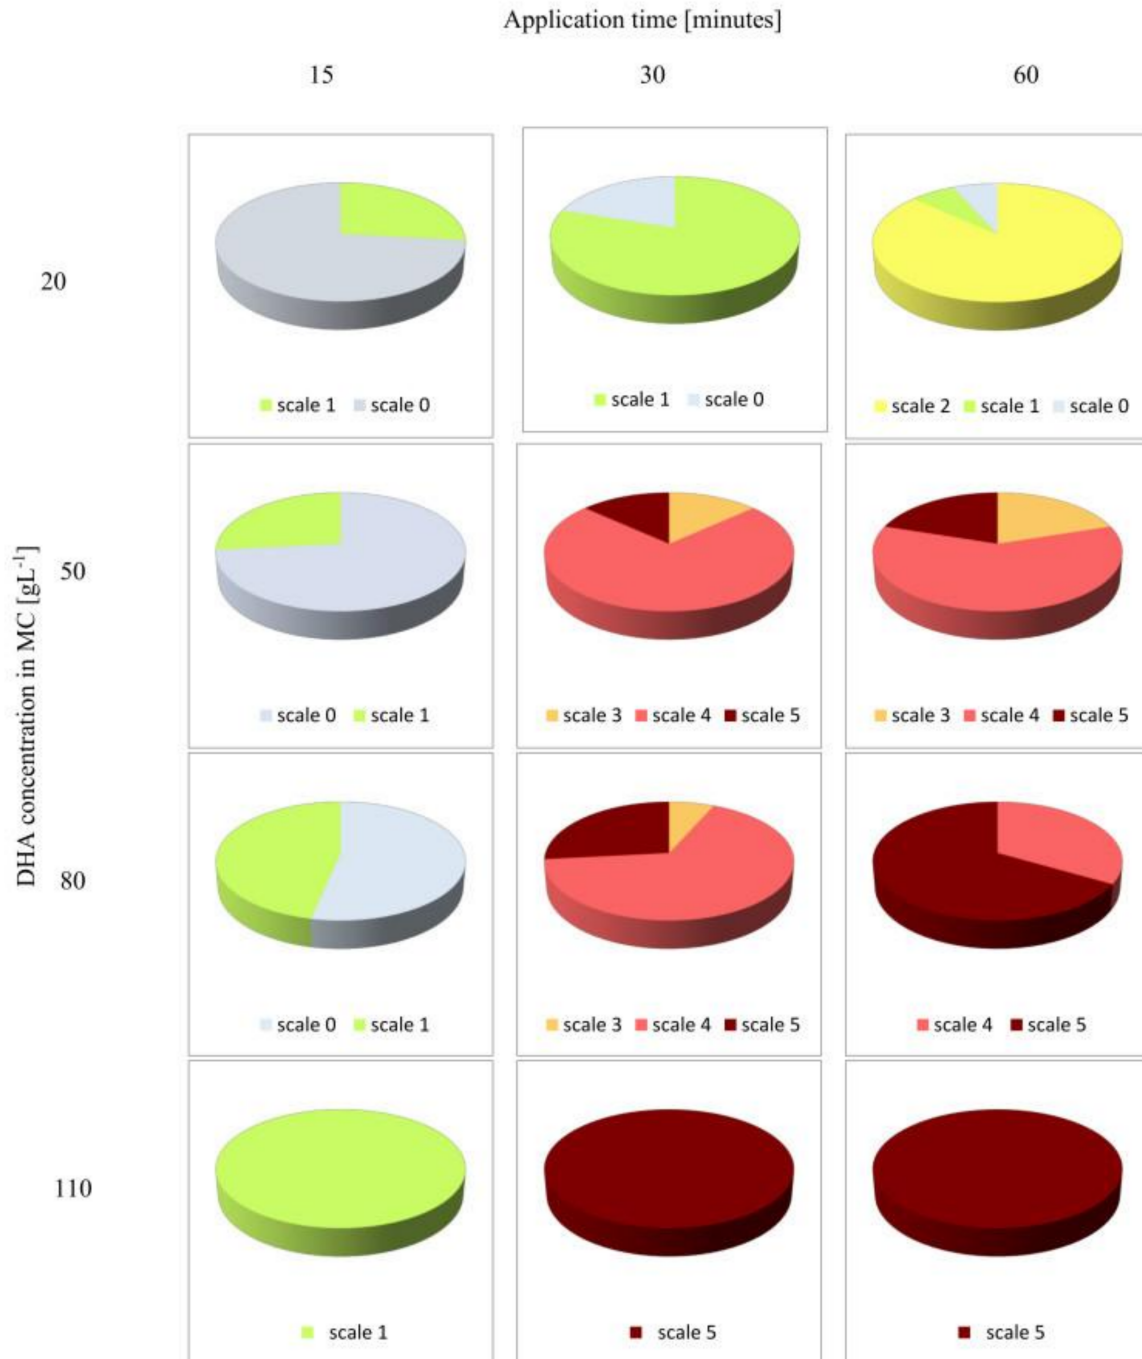 Application time [minutes]
15 30 60
20
scale 1 scale 0
scale 1 scale 0
scale 2 scale 1 scale 0
DHA concentration in MC [gL⁻¹]
50
scale 0 scale 1
scale 3 scale 4 scale 5
scale 3 scale 4 scale 5
80
scale 0 scale 1
scale 3 scale 4 scale 5
scale 4 scale 5
110
scale 1
scale 5
scale 5